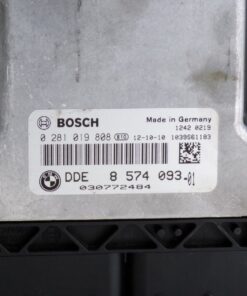 BOSCH
Made in Germany
1242 0219
0 281 019 808 12-10-10 1039S61183
DDE 8 574 093-01
030772484